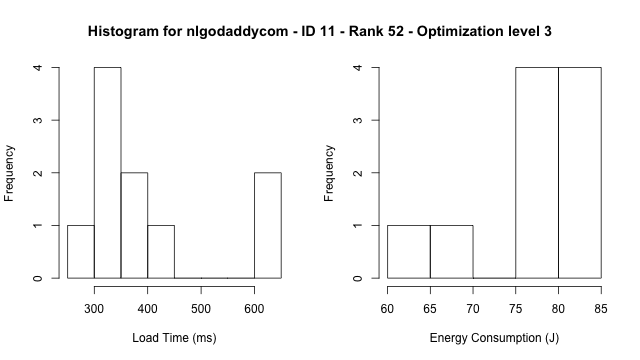 Histogram for nlgodaddycom - ID 11 - Rank 52 - Optimization level 3
Frequency
0 1 2 3 4
300 400 500 600
Load Time (ms)
Frequency
0 1 2 3 4
60 65 70 75 80 85
Energy Consumption (J)